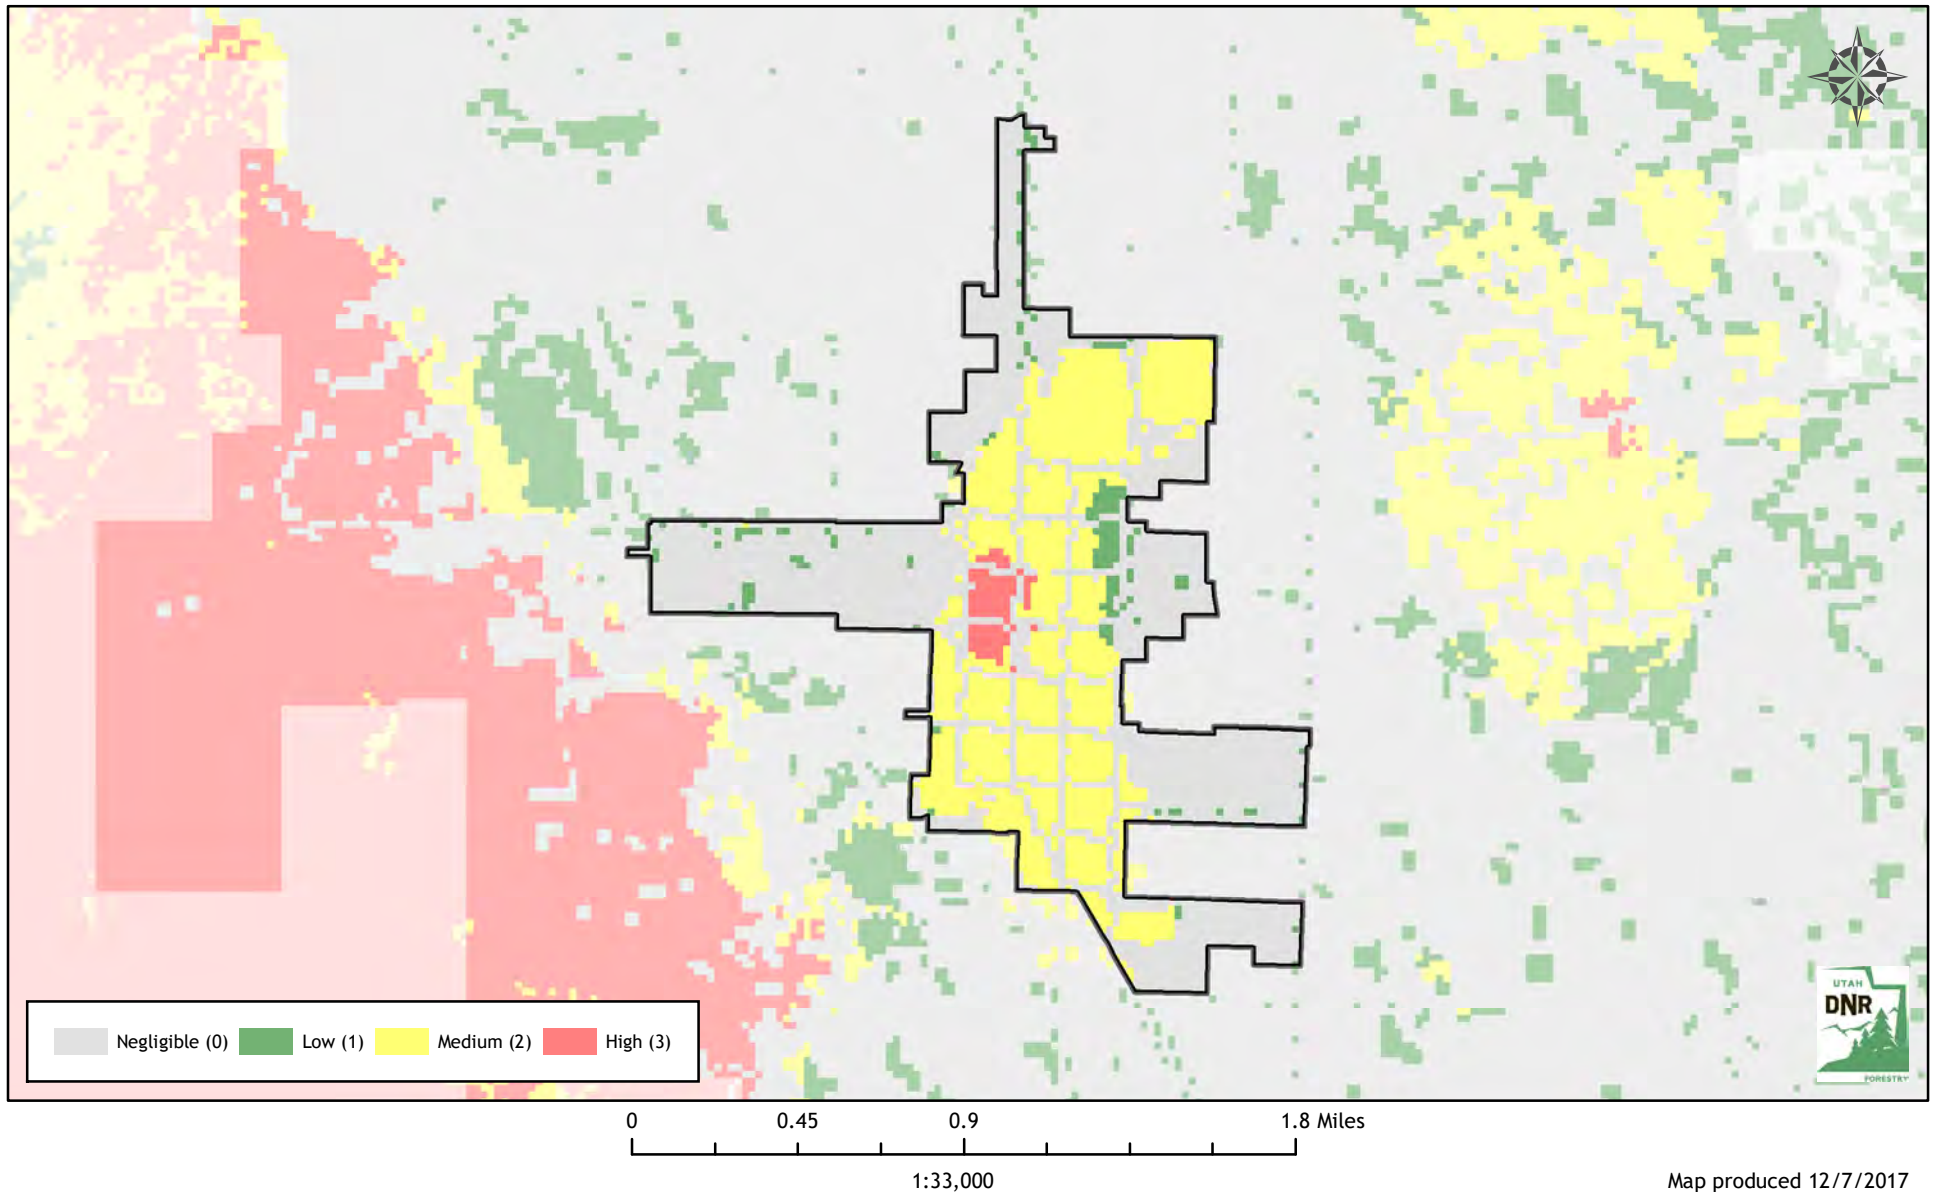 UTAH
DNR
FORESTRY
Negligible (0) Low (1) Medium (2) High (3)
0 0.45 0.9 1.8 Miles
1:33,000
Map produced 12/7/2017